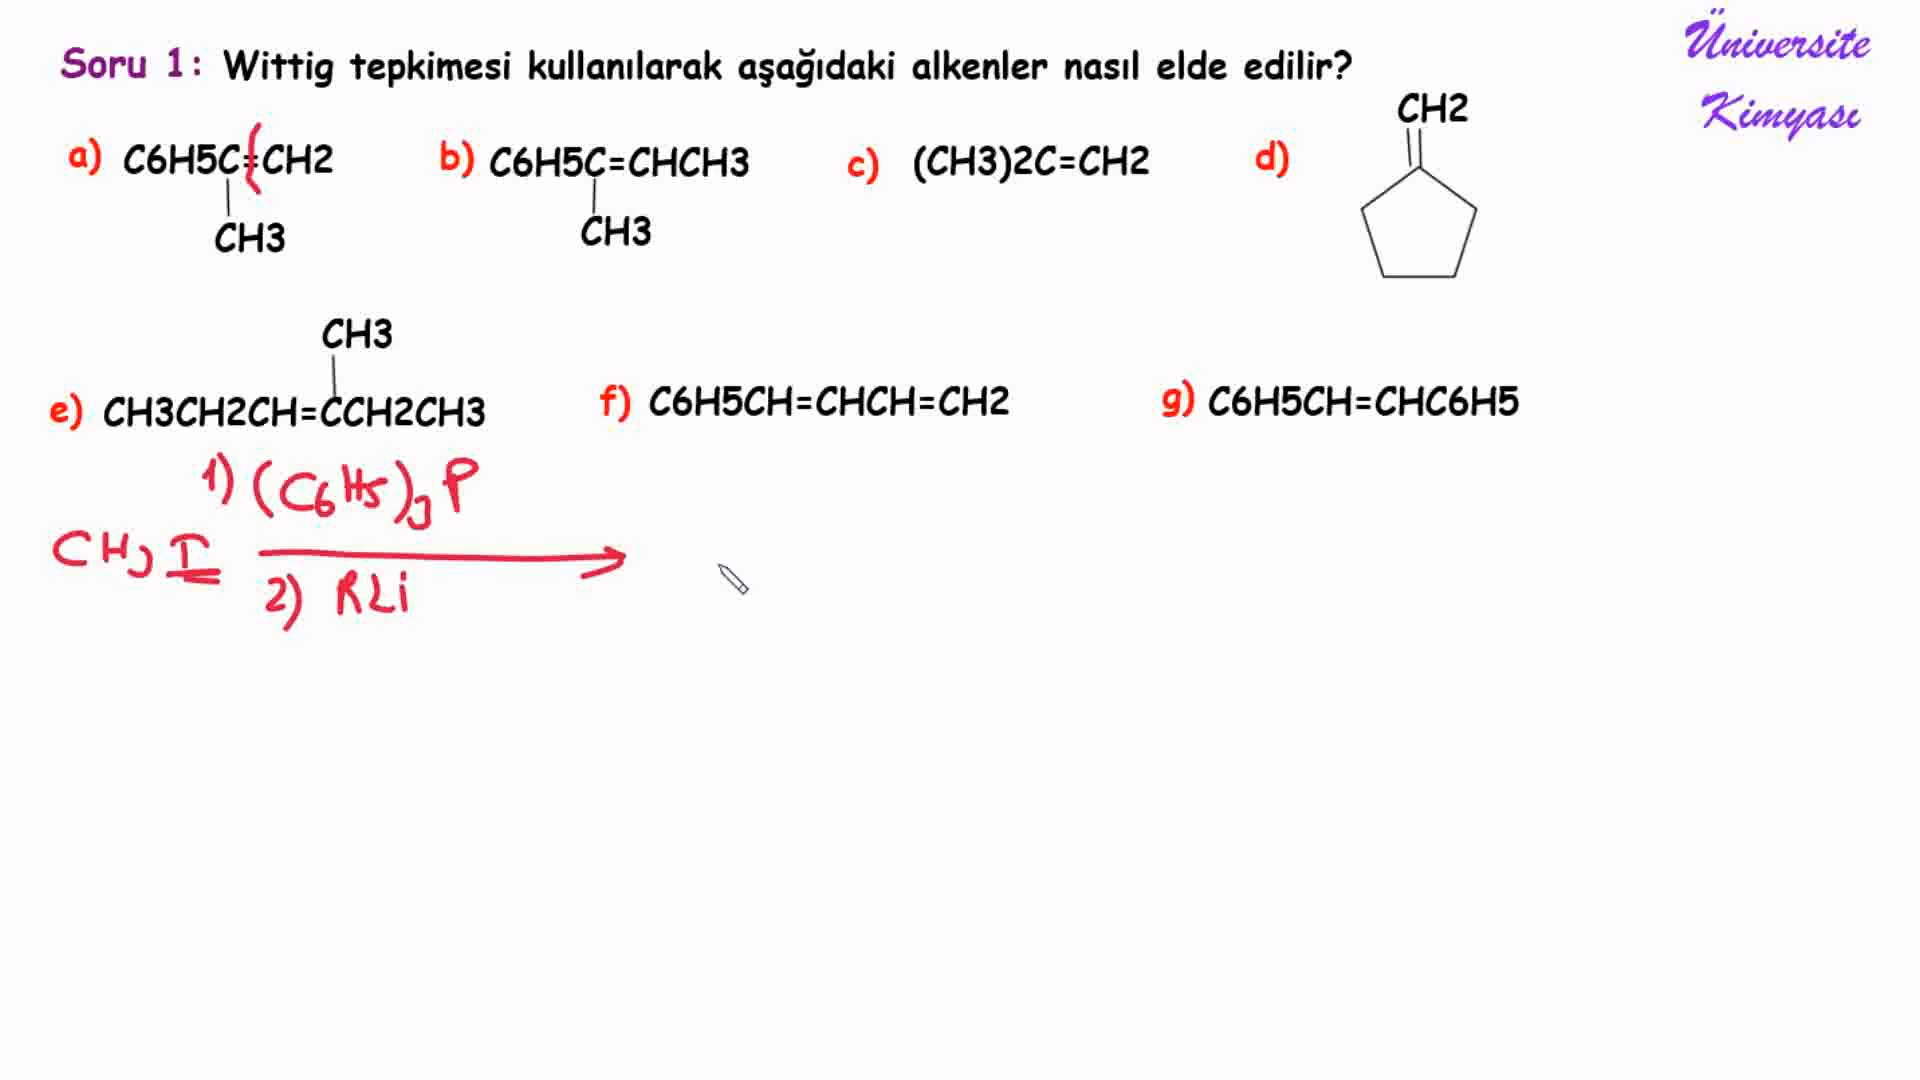 Soru 1: Wittig tepkimesi kullanılarak aşağıdaki alkenler nasıl elde edilir?
Üniversite
Kimyası
a) C6H5C=CH2
CH3
b) C6H5C=CHCH3
CH3
c) (CH3)2C=CH2
d) CH2
CH3
e) CH3CH2CH=CCH2CH3
f) C6H5CH=CHCH=CH2
g) C6H5CH=CHC6H5
1) (C6H5)3P
CH3I
2) RLi